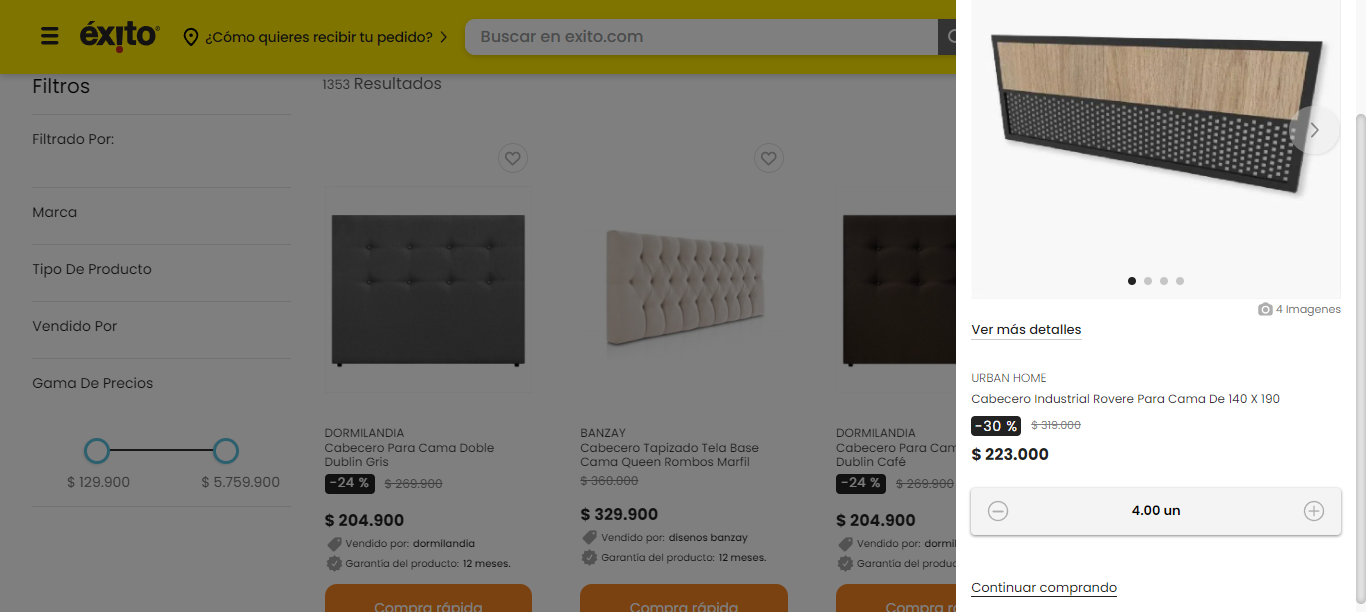 éxito
¿Cómo quieres recibir tu pedido?
Buscar en exito.com
Filtros
1353 Resultados
Filtrado Por:
Marca
Tipo De Producto
Vendido Por
Gama De Precios
$ 129.900
$ 5.759.900
DORMILANDIA
Cabecero Para Cama Doble
Dublin Gris
-24 %
$ 269.900
$ 204.900
Vendido por: dormilandia
Garantía del producto: 12 meses.
Compra rápida
BANZAY
Cabecero Tapizado Tela Base
Cama Queen Rombos Marfil
$ 360.000
$ 329.900
Vendido por: disenos banzay
Garantía del producto: 12 meses.
Compra rápida
DORMILANDIA
Cabecero Para Cam
Dublin Café
-24 %
$ 269.900
$ 204.900
Vendido por: dormil
Garantía del produc
Compra rápida
4 Imagenes
Ver más detalles
URBAN HOME
Cabecero Industrial Rovere Para Cama De 140 X 190
-30 %
$ 319.000
$ 223.000
4.00 un
Continuar comprando